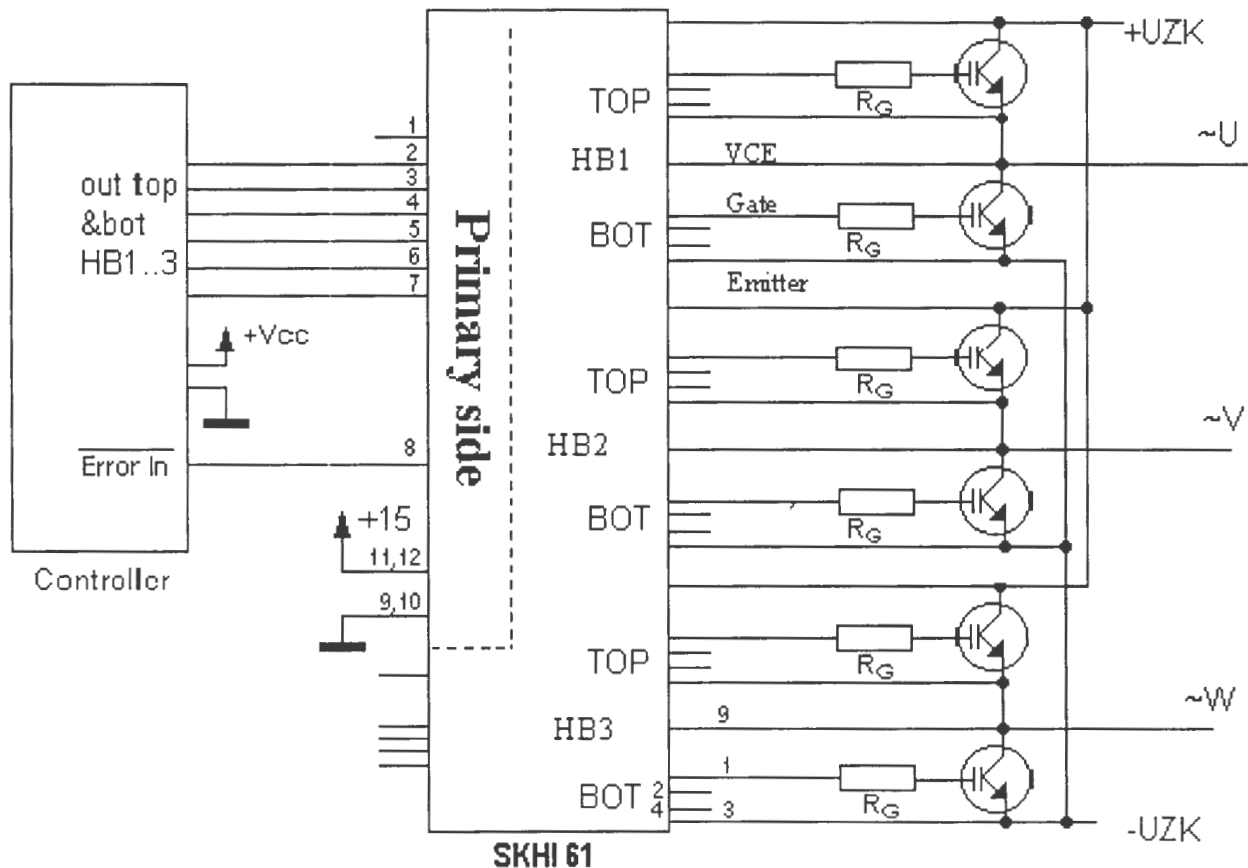 +UZK
TOP
R_G
1
~U
2
HB1
VCE
out top
3
&bot
4
Gate
BOT
5
R_G
HB1..3
6
7
Emitter
+Vcc
Primary side
TOP
R_G
Error In
8
HB2
~V
+15
BOT
R_G
11,12
Controller
9,10
TOP
R_G
~W
9
HB3
1
BOT
2
4
3
R_G
-UZK
SKHI 61